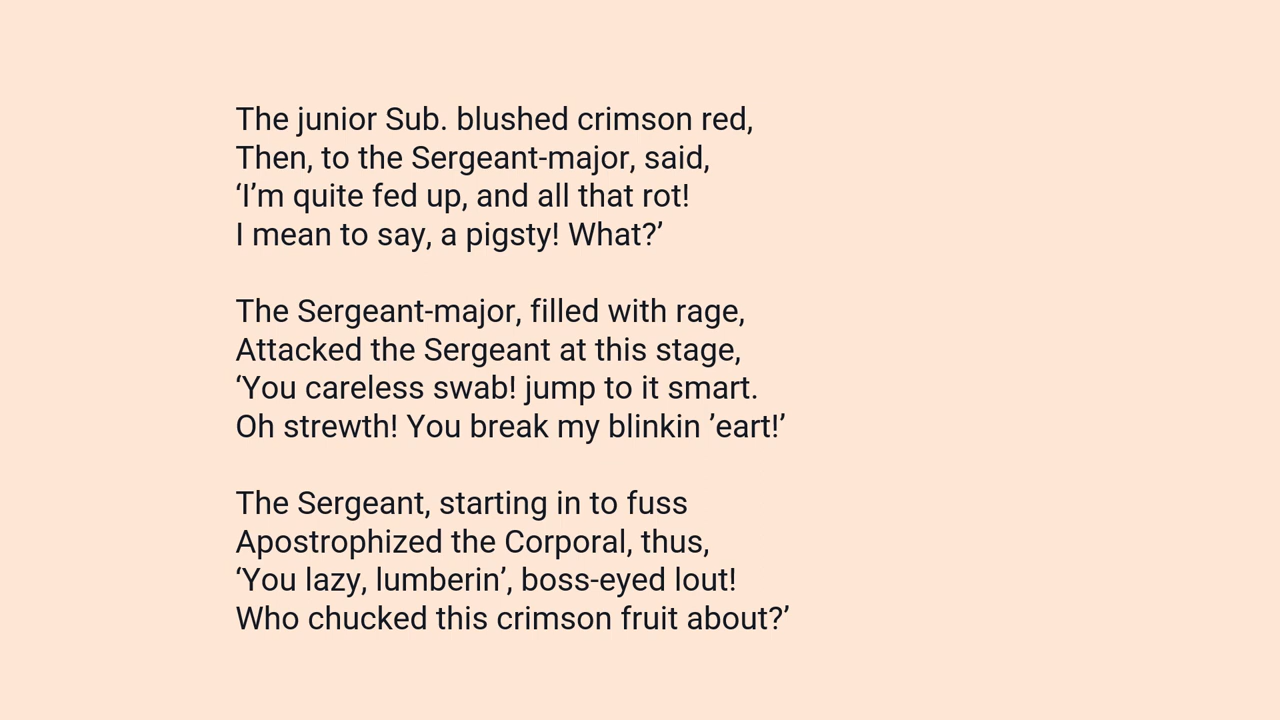 The junior Sub. blushed crimson red,
Then, to the Sergeant-major, said,
‘I’m quite fed up, and all that rot!
I mean to say, a pigsty! What?’

The Sergeant-major, filled with rage,
Attacked the Sergeant at this stage,
‘You careless swab! jump to it smart.
Oh strewth! You break my blinkin ’eart!’

The Sergeant, starting in to fuss
Apostrophized the Corporal, thus,
‘You lazy, lumberin’, boss-eyed lout!
Who chucked this crimson fruit about?’